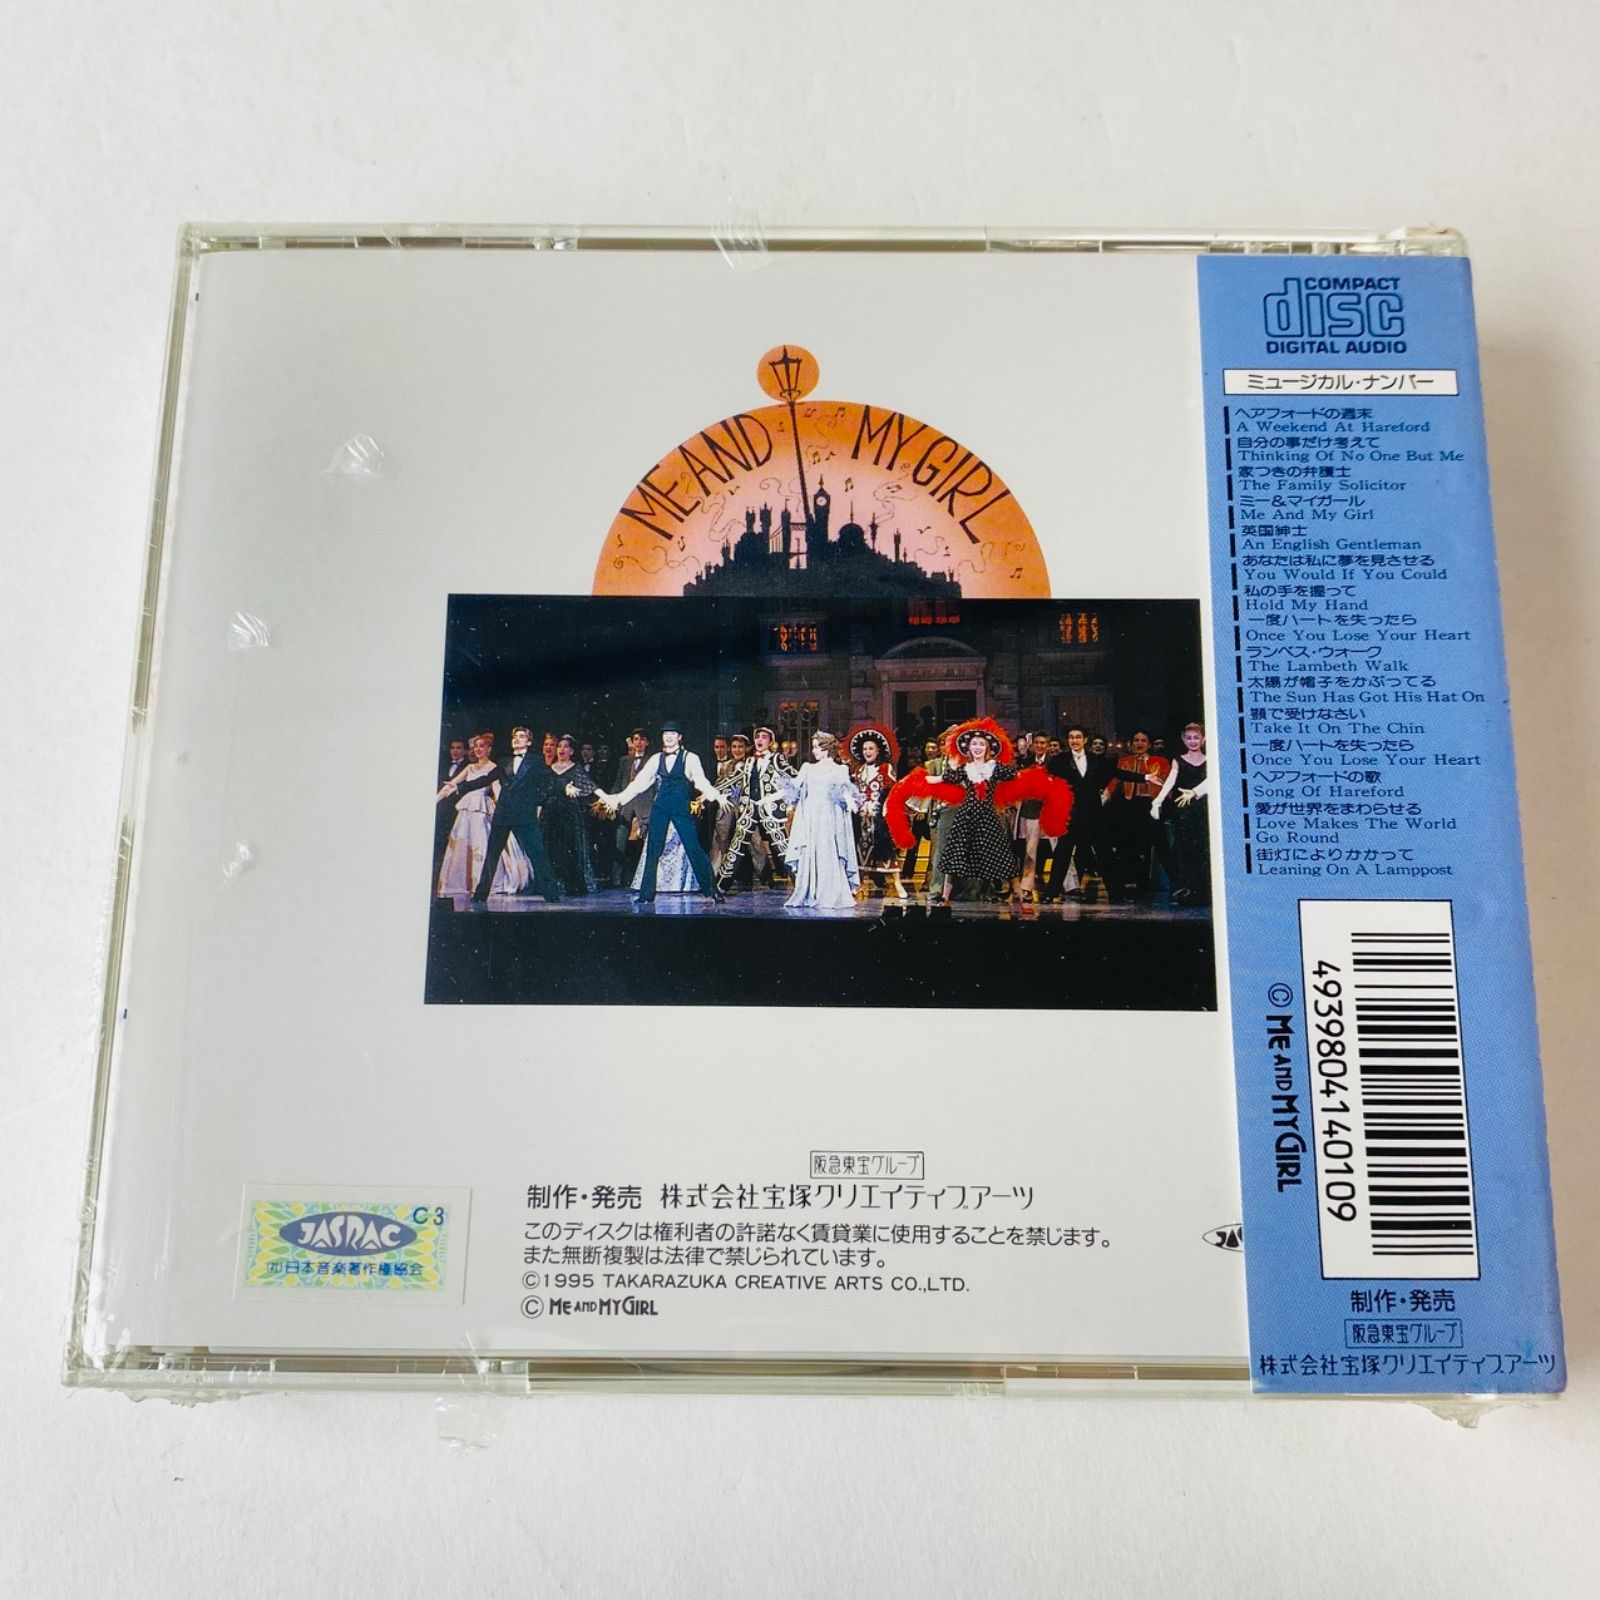 ME AND MY GIRL
阪急東宝グループ
制作・発売 株式会社宝塚クリエイティブアーツ
このディスクは権利者の許諾なく賃貸業に使用することを禁じます。
また無断複製は法律で禁じられています。
©1995 TAKARAZUKA CREATIVE ARTS CO.,LTD.
© ME AND MY GIRL
JASRAC C3
㈳日本音楽著作権協会
COMPACT
disc
DIGITAL AUDIO
ミュージカル・ナンバー
ヘアフォードの週末
A Weekend At Hareford
自分の事だけ考えて
Thinking Of No One But Me
家つきの弁護士
The Family Solicitor
ミー&マイガール
Me And My Girl
英国紳士
An English Gentleman
あなたは私に夢を見させる
You Would If You Could
私の手を握って
Hold My Hand
一度ハートを失ったら
Once You Lose Your Heart
ランベス・ウォーク
The Lambeth Walk
太陽が帽子をかぶってる
The Sun Has Got His Hat On
顎で受けなさい
Take It On The Chin
一度ハートを失ったら
Once You Lose Your Heart
ヘアフォードの歌
Song Of Hareford
愛が世界をまわらせる
Love Makes The World
Go Round
街灯によりかかって
Leaning On A Lamppost
4939804140109
© ME AND MY GIRL
制作・発売
阪急東宝グループ
株式会社宝塚クリエイティブアーツ